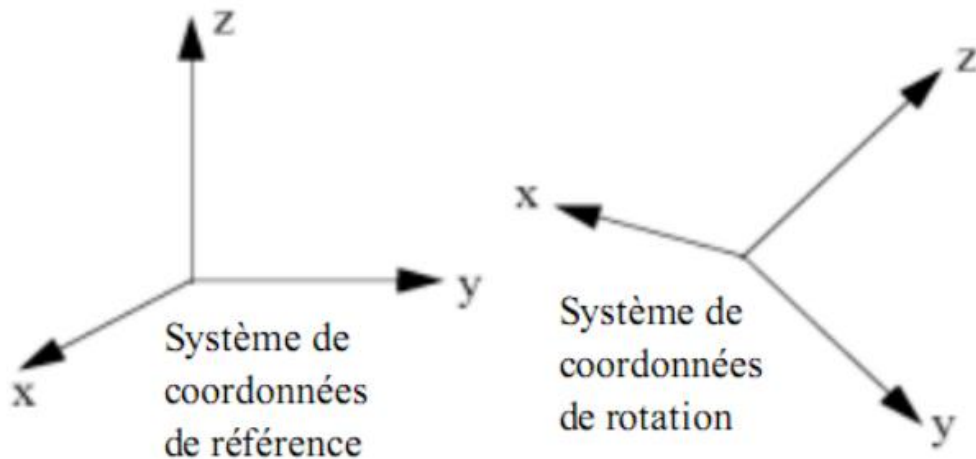 z
y
x
Système de
coordonnées
de référence
z
x
y
Système de
coordonnées
de rotation